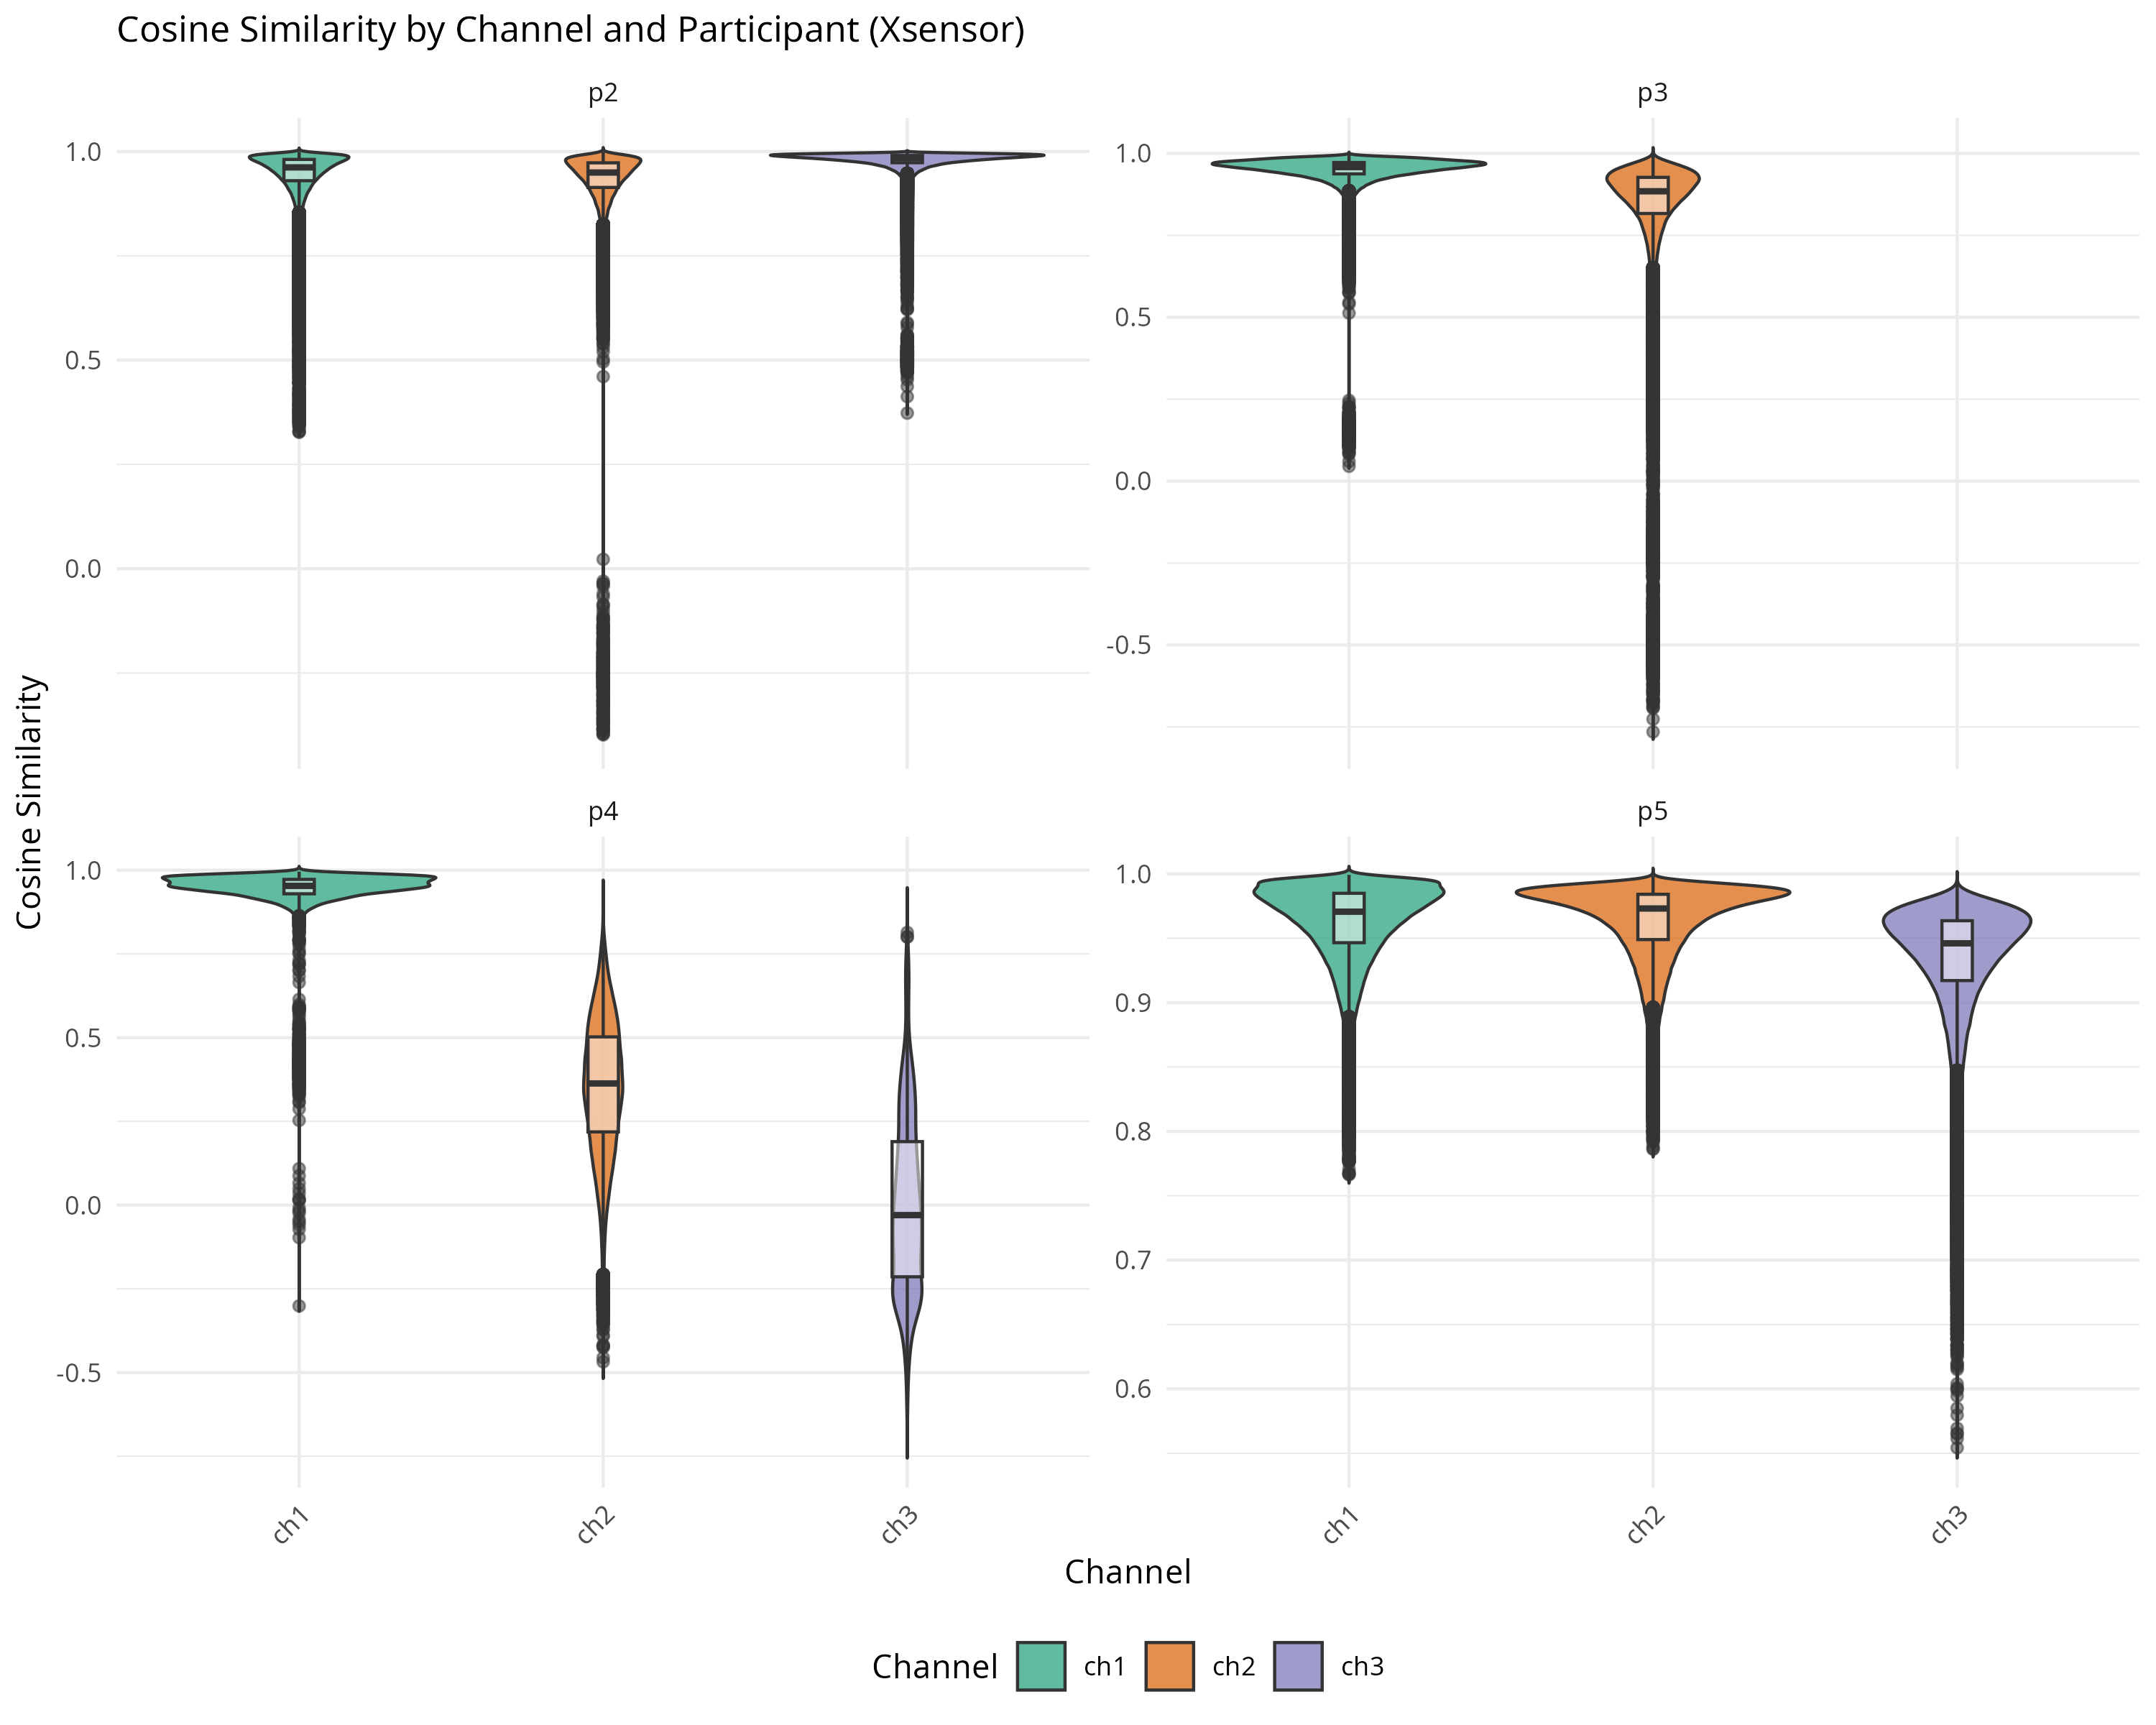 Cosine Similarity by Channel and Participant (Xsensor)
p2
p3
1.0
0.5
0.0
1.0
0.5
0.0
-0.5
Cosine Similarity
p4
p5
1.0
0.5
0.0
-0.5
1.0
0.9
0.8
0.7
0.6
ch1
ch2
ch3
ch1
ch2
ch3
Channel
Channel ch1 ch2 ch3